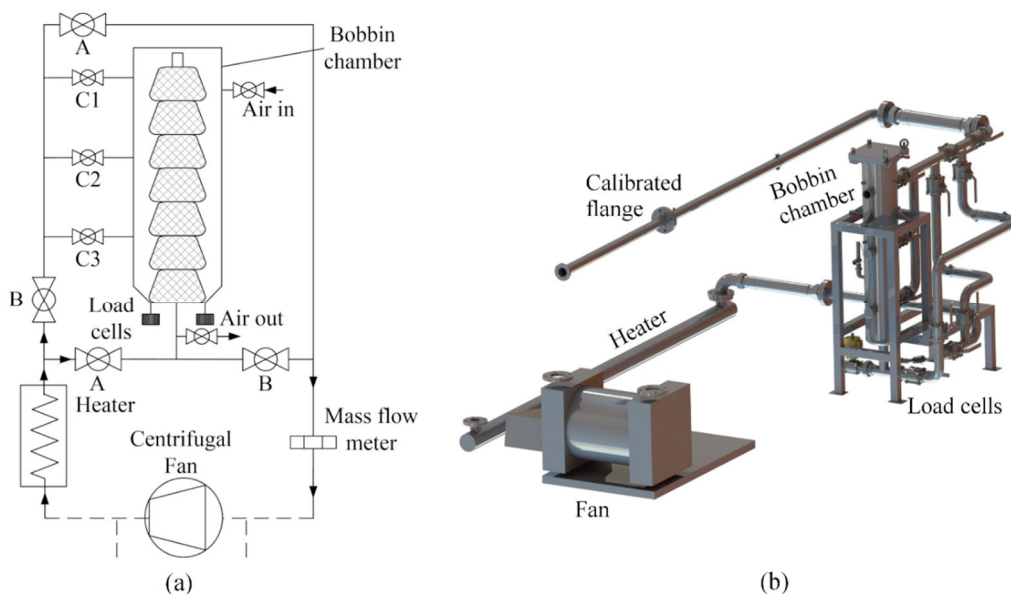 A
Bobbin
chamber
C1
Air in
C2
C3
B
Load
cells
Air out
A
B
Heater
Mass flow
meter
Centrifugal
Fan
(a)
Calibrated
flange
Bobbin
chamber
Heater
Load cells
Fan
(b)